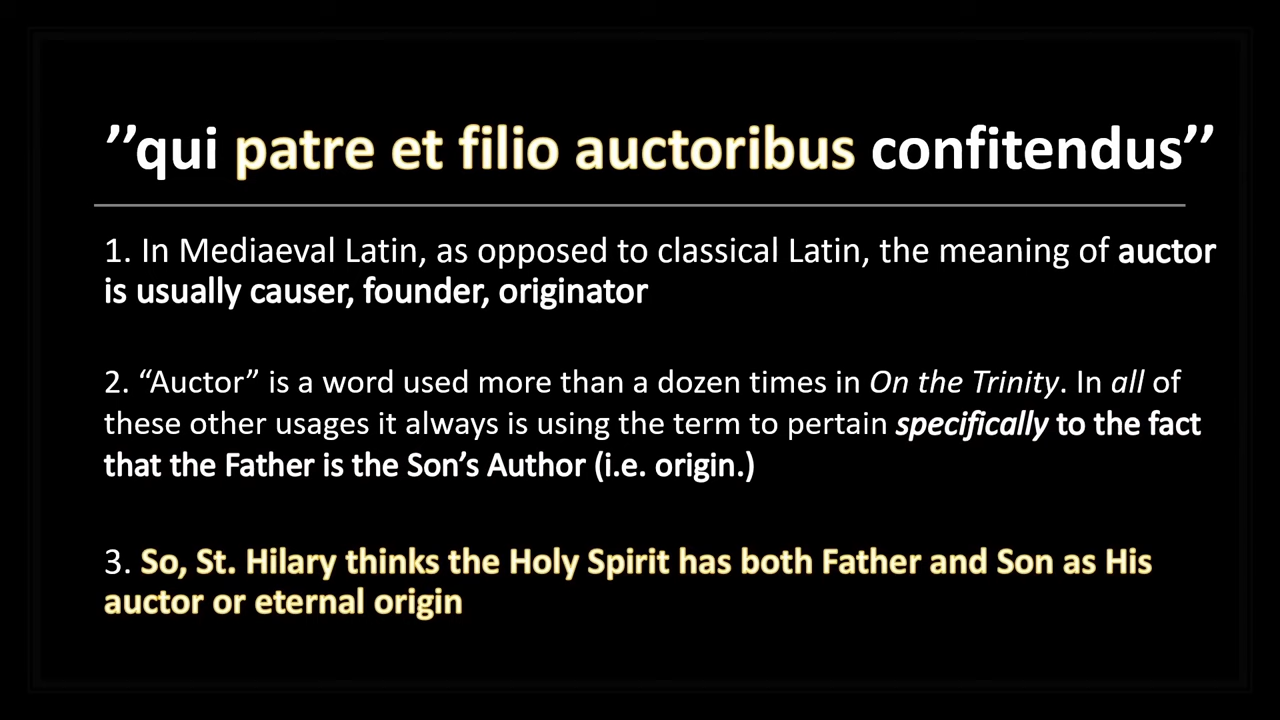 ”qui patre et filio auctoribus confitendus”
1. In Mediaeval Latin, as opposed to classical Latin, the meaning of auctor
is usually causer, founder, originator
2. “Auctor” is a word used more than a dozen times in On the Trinity. In all of
these other usages it always is using the term to pertain specifically to the fact
that the Father is the Son’s Author (i.e. origin.)
3. So, St. Hilary thinks the Holy Spirit has both Father and Son as His
auctor or eternal origin